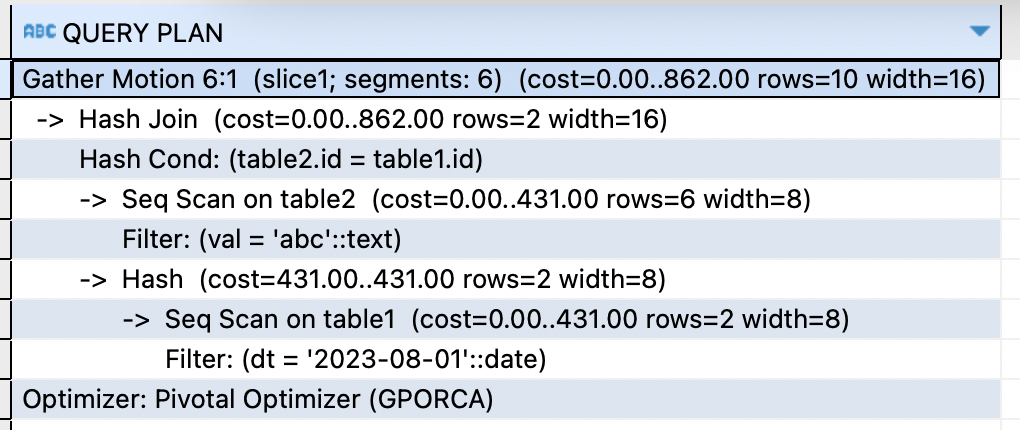 ABC QUERY PLAN
Gather Motion 6:1  (slice1; segments: 6)  (cost=0.00..862.00 rows=10 width=16)
->  Hash Join  (cost=0.00..862.00 rows=2 width=16)
Hash Cond: (table2.id = table1.id)
->  Seq Scan on table2  (cost=0.00..431.00 rows=6 width=8)
Filter: (val = 'abc'::text)
->  Hash  (cost=431.00..431.00 rows=2 width=8)
->  Seq Scan on table1  (cost=0.00..431.00 rows=2 width=8)
Filter: (dt = '2023-08-01'::date)
Optimizer: Pivotal Optimizer (GPORCA)